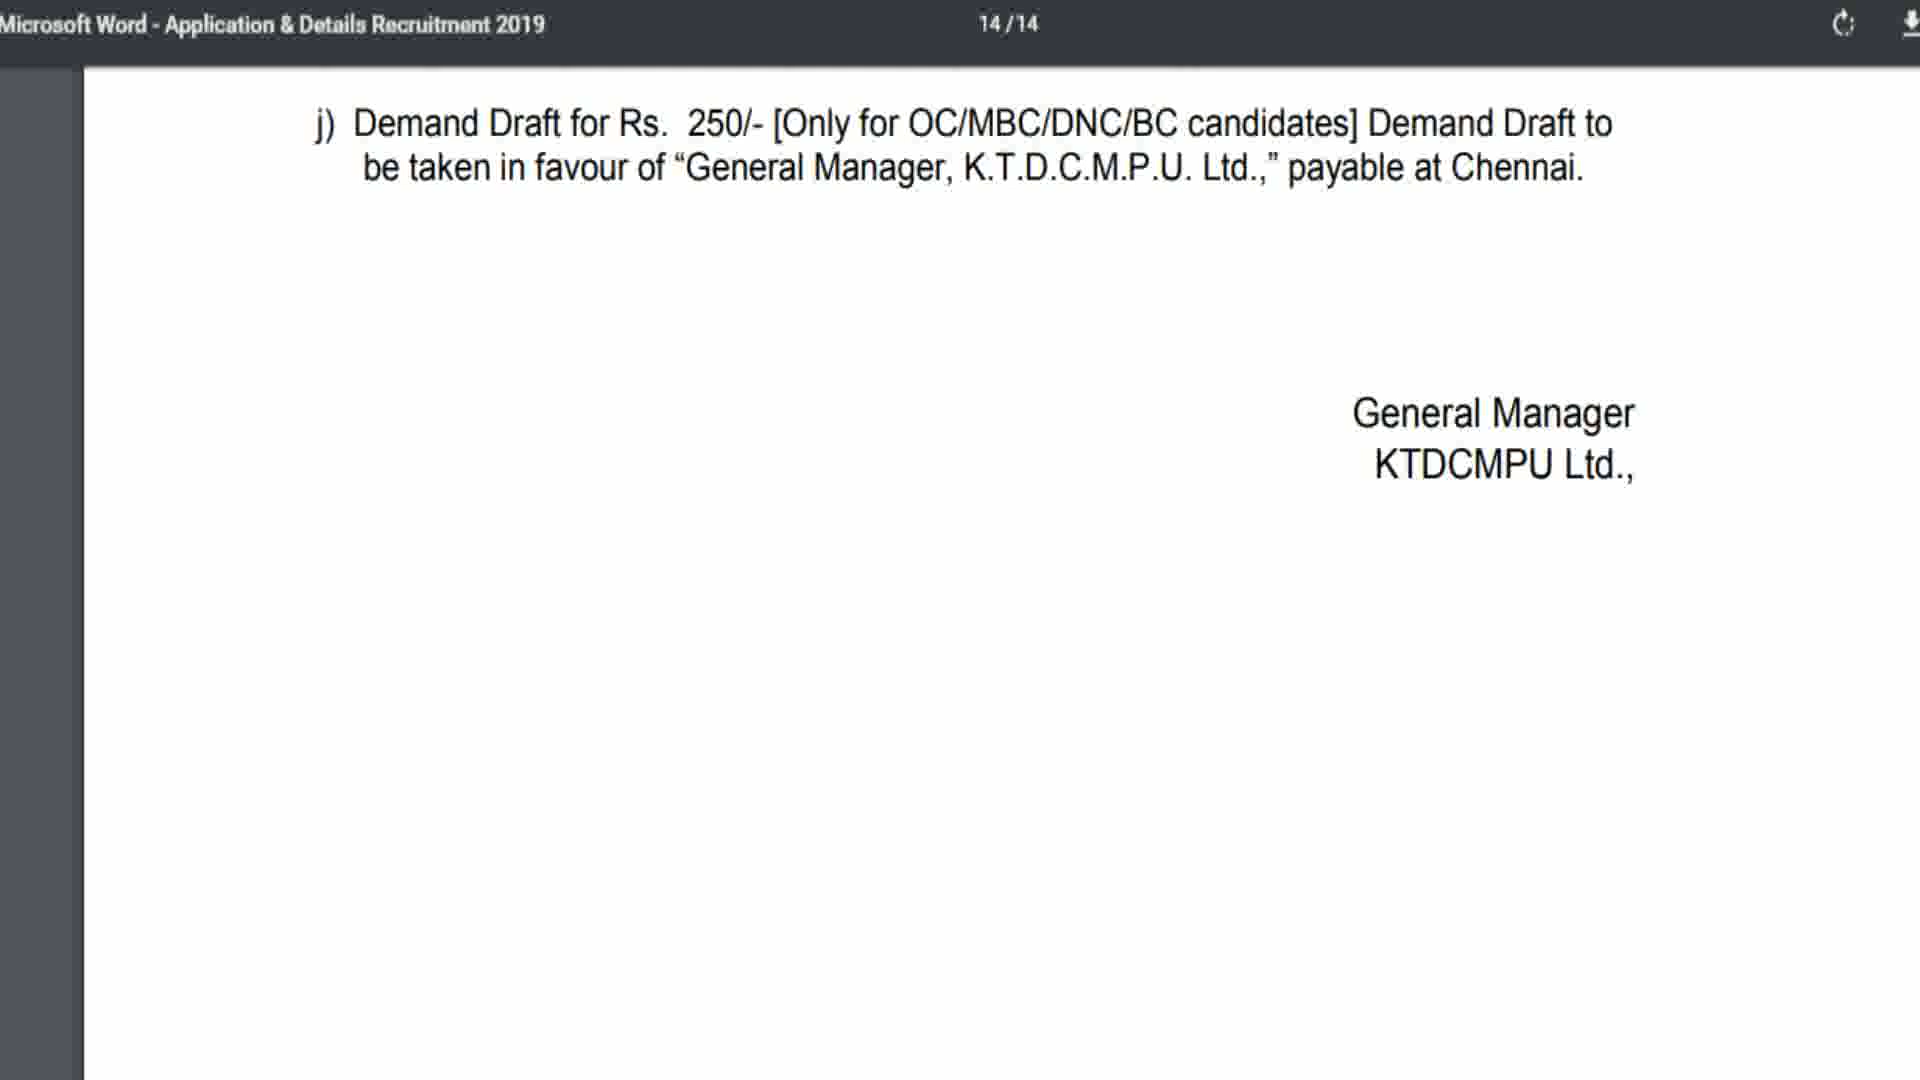 Microsoft Word - Application & Details Recruitment 2019
14 / 14
j) Demand Draft for Rs. 250/- [Only for OC/MBC/DNC/BC candidates] Demand Draft to
be taken in favour of “General Manager, K.T.D.C.M.P.U. Ltd.,” payable at Chennai.
General Manager
KTDCMPU Ltd.,